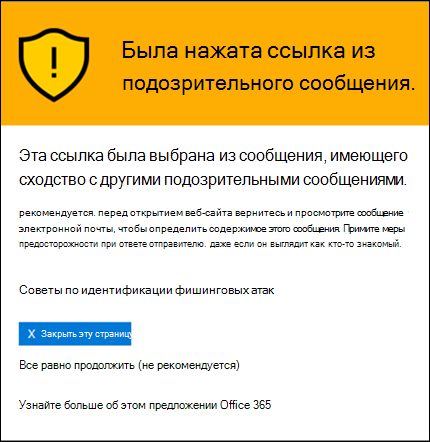 Была нажата ссылка из
подозрительного сообщения.
Эта ссылка была выбрана из сообщения, имеющего
сходство с другими подозрительными сообщениями.
рекомендуется. перед открытием веб-сайта вернитесь и просмотрите сообщение
электронной почты, чтобы определить содержимое этого сообщения. Примите меры
предосторожности при ответе отправителю. даже если он выглядит как кто-то знакомый.
Советы по идентификации фишинговых атак
X Закрыть эту страницу
Все равно продолжить (не рекомендуется)
Узнайте больше об этом предложении Office 365